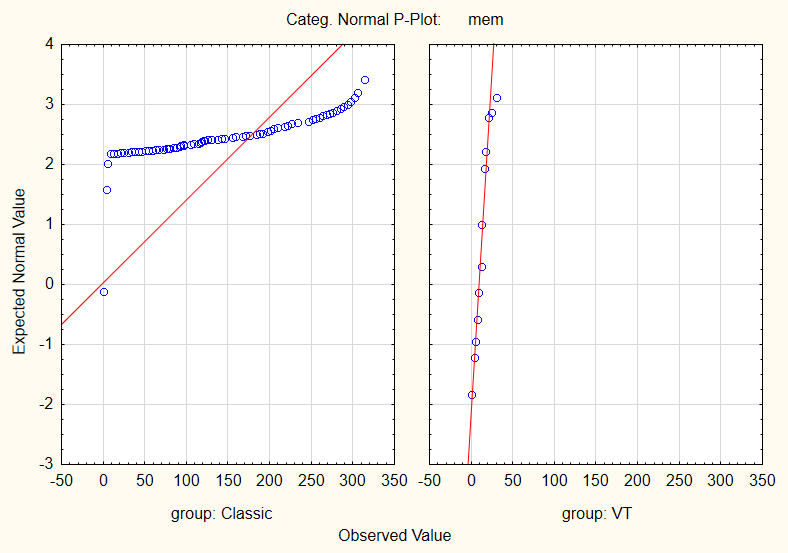 Categ. Normal P-Plot: mem
Expected Normal Value
4
3
2
1
0
-1
-2
-3
-50 0 50 100 150 200 250 300 350
-50 0 50 100 150 200 250 300 350
group: Classic
group: VT
Observed Value